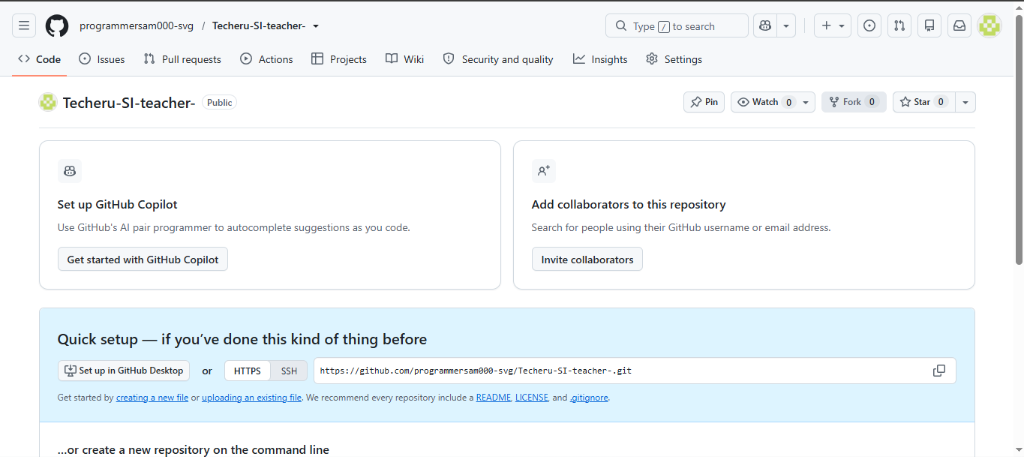 programmersam000-svg / Techeru-SI-teacher-
Type / to search
Code Issues Pull requests Actions Projects Wiki Security and quality Insights Settings
Techeru-SI-teacher- Public
Pin Watch 0 Fork 0 Star 0
Set up GitHub Copilot
Use GitHub's AI pair programmer to autocomplete suggestions as you code.
Get started with GitHub Copilot
Add collaborators to this repository
Search for people using their GitHub username or email address.
Invite collaborators
Quick setup — if you've done this kind of thing before
Set up in GitHub Desktop or HTTPS SSH https://github.com/programmersam000-svg/Techeru-SI-teacher-.git
Get started by creating a new file or uploading an existing file. We recommend every repository include a README, LICENSE, and .gitignore.
…or create a new repository on the command line